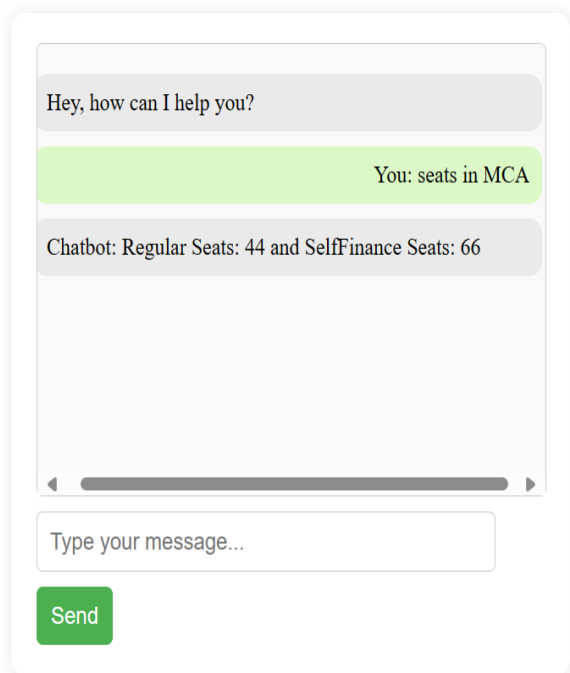 Hey, how can I help you?
You: seats in MCA
Chatbot: Regular Seats: 44 and SelfFinance Seats: 66
Type your message...
Send